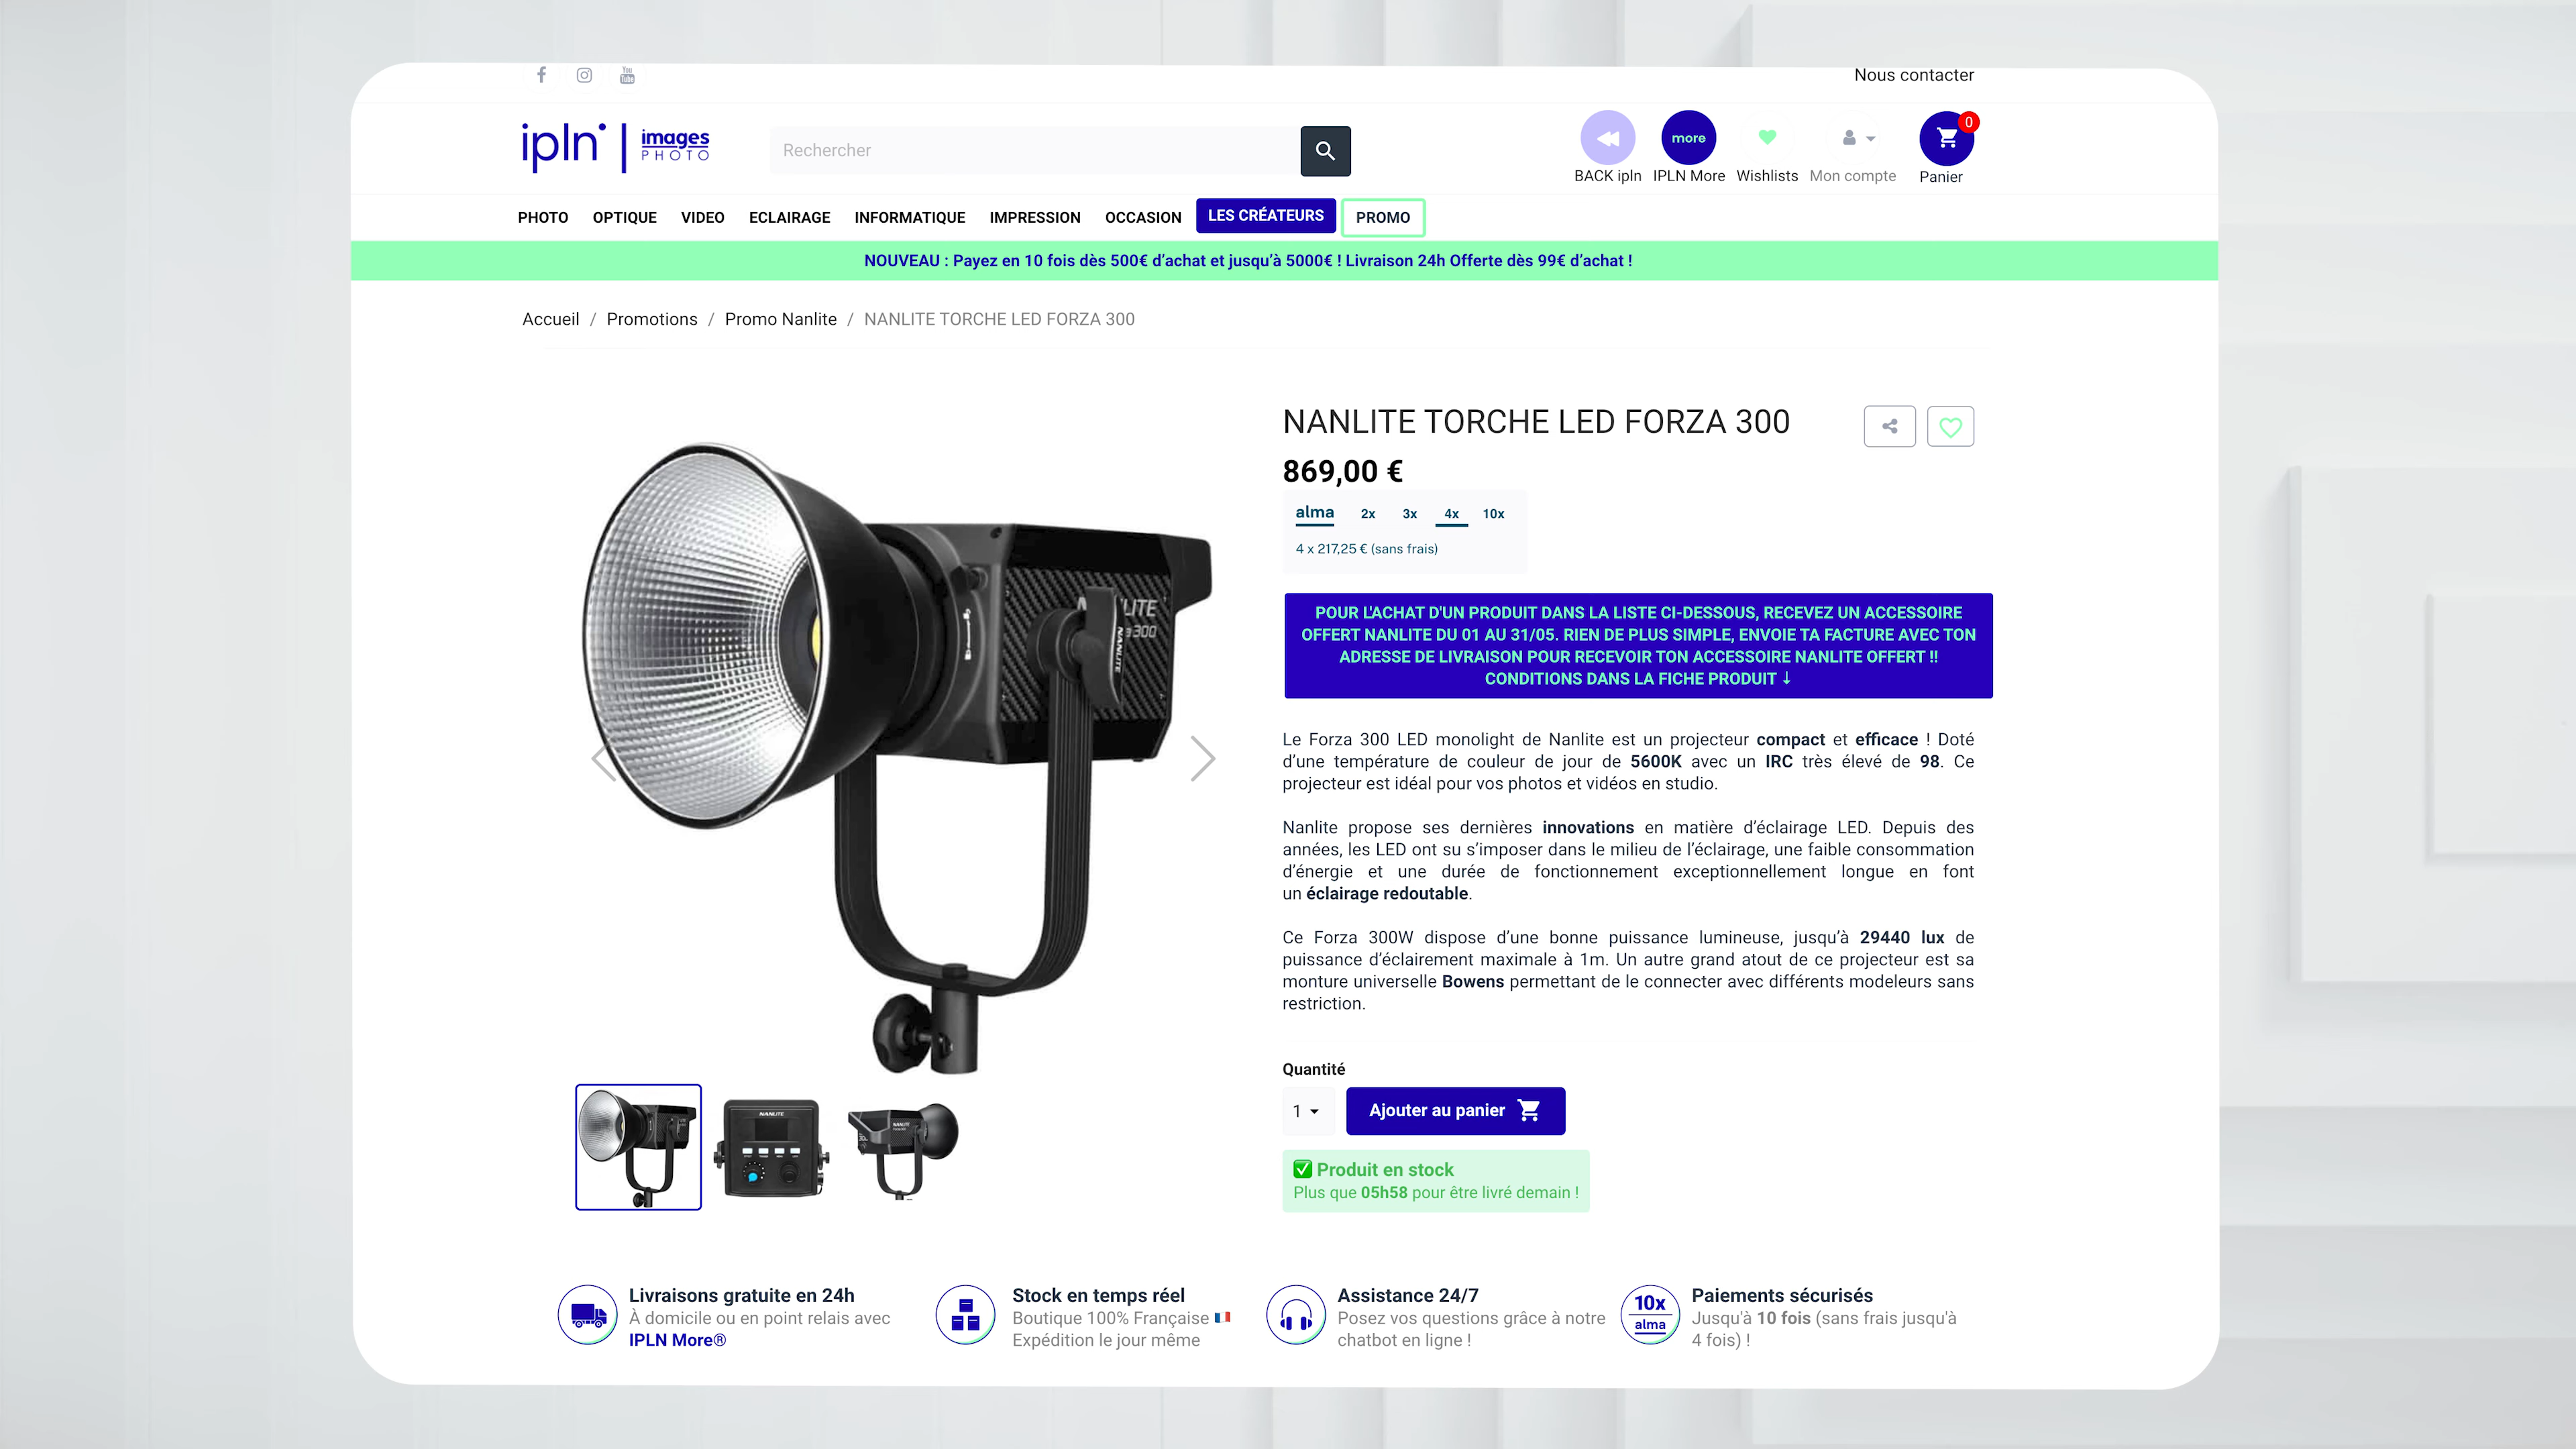 Nous contacter
ipln images PHOTO
Rechercher
more
0
BACK ipln IPLN More Wishlists Mon compte Panier
PHOTO OPTIQUE VIDEO ECLAIRAGE INFORMATIQUE IMPRESSION OCCASION LES CRÉATEURS PROMO
NOUVEAU : Payez en 10 fois dès 500€ d’achat et jusqu’à 5000€ ! Livraison 24h Offerte dès 99€ d’achat !
Accueil / Promotions / Promo Nanlite / NANLITE TORCHE LED FORZA 300
NANLITE TORCHE LED FORZA 300
869,00 €
alma 2x 3x 4x 10x
4 x 217,25 € (sans frais)
POUR L'ACHAT D'UN PRODUIT DANS LA LISTE CI-DESSOUS, RECEVEZ UN ACCESSOIRE
OFFERT NANLITE DU 01 AU 31/05. RIEN DE PLUS SIMPLE, ENVOIE TA FACTURE AVEC TON
ADRESSE DE LIVRAISON POUR RECEVOIR TON ACCESSOIRE NANLITE OFFERT !!
CONDITIONS DANS LA FICHE PRODUIT ↓
Le Forza 300 LED monolight de Nanlite est un projecteur compact et efficace ! Doté
d’une température de couleur de jour de 5600K avec un IRC très élevé de 98. Ce
projecteur est idéal pour vos photos et vidéos en studio.
Nanlite propose ses dernières innovations en matière d’éclairage LED. Depuis des
années, les LED ont su s’imposer dans le milieu de l’éclairage, une faible consommation
d’énergie et une durée de fonctionnement exceptionnellement longue en font
un éclairage redoutable.
Ce Forza 300W dispose d’une bonne puissance lumineuse, jusqu’à 29440 lux de
puissance d’éclairement maximale à 1m. Un autre grand atout de ce projecteur est sa
monture universelle Bowens permettant de le connecter avec différents modeleurs sans
restriction.
Quantité
1
Ajouter au panier
✅ Produit en stock
Plus que 05h58 pour être livré demain !
NANLITE
Livraisons gratuite en 24h
À domicile ou en point relais avec
IPLN More®
Stock en temps réel
Boutique 100% Française 🇫🇷
Expédition le jour même
Assistance 24/7
Posez vos questions grâce à notre
chatbot en ligne !
10x
alma
Paiements sécurisés
Jusqu'à 10 fois (sans frais jusqu'à
4 fois) !